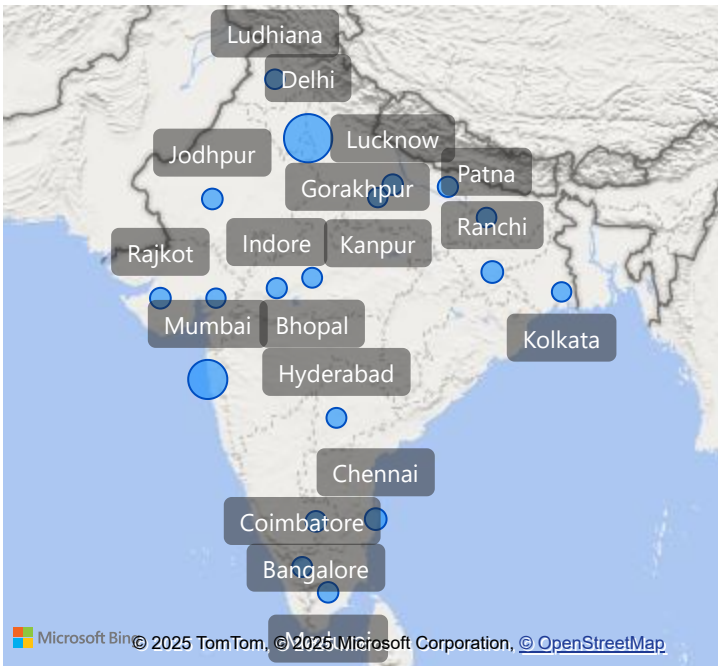 Ludhiana
Delhi
Lucknow
Jodhpur
Patna
Gorakhpur
Ranchi
Indore
Kanpur
Rajkot
Mumbai
Bhopal
Kolkata
Hyderabad
Chennai
Coimbatore
Bangalore
Madurai
Microsoft Bing
© 2025 TomTom, © 2025 Microsoft Corporation, © OpenStreetMap